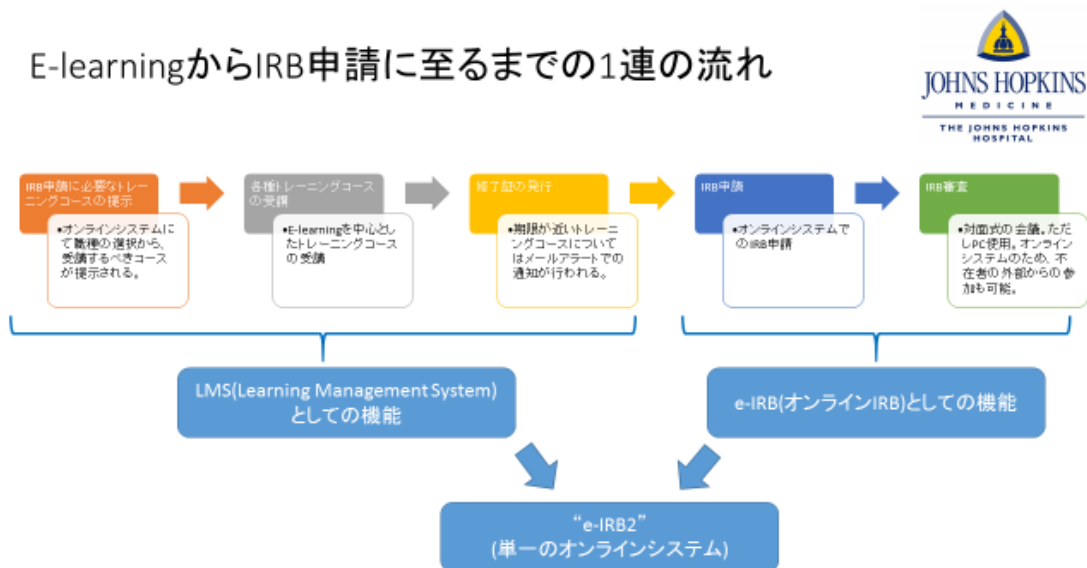 E-learningからIRB申請に至るまでの1連の流れ
JOHNS HOPKINS
MEDICINE
THE JOHNS HOPKINS
HOSPITAL
IRB申請に必要なトレー
ニングコースの提示
•オンラインシステムに
て職種の選択から、
受講するべきコース
が提示される。
各種トレーニングコース
の受講
•E-learningを中心とし
たトレーニングコース
の受講
修了証の発行
•期限が近いトレーニ
ングコースについて
はメールアラートでの
通知が行われる。
IRB申請
•オンラインシステムで
のIRB申請
IRB審査
•対面式の会議。ただ
しPC使用。オンライン
システムのため、不
在者の外部からの参
加も可能。
LMS(Learning Management System)
としての機能
e-IRB(オンラインIRB)としての機能
“e-IRB2”
(単一のオンラインシステム)